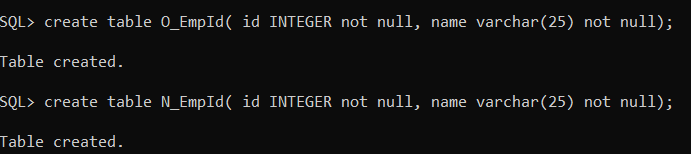 SQL> create table O_EmpId( id INTEGER not null, name varchar(25) not null);
Table created.
SQL> create table N_EmpId( id INTEGER not null, name varchar(25) not null);
Table created.